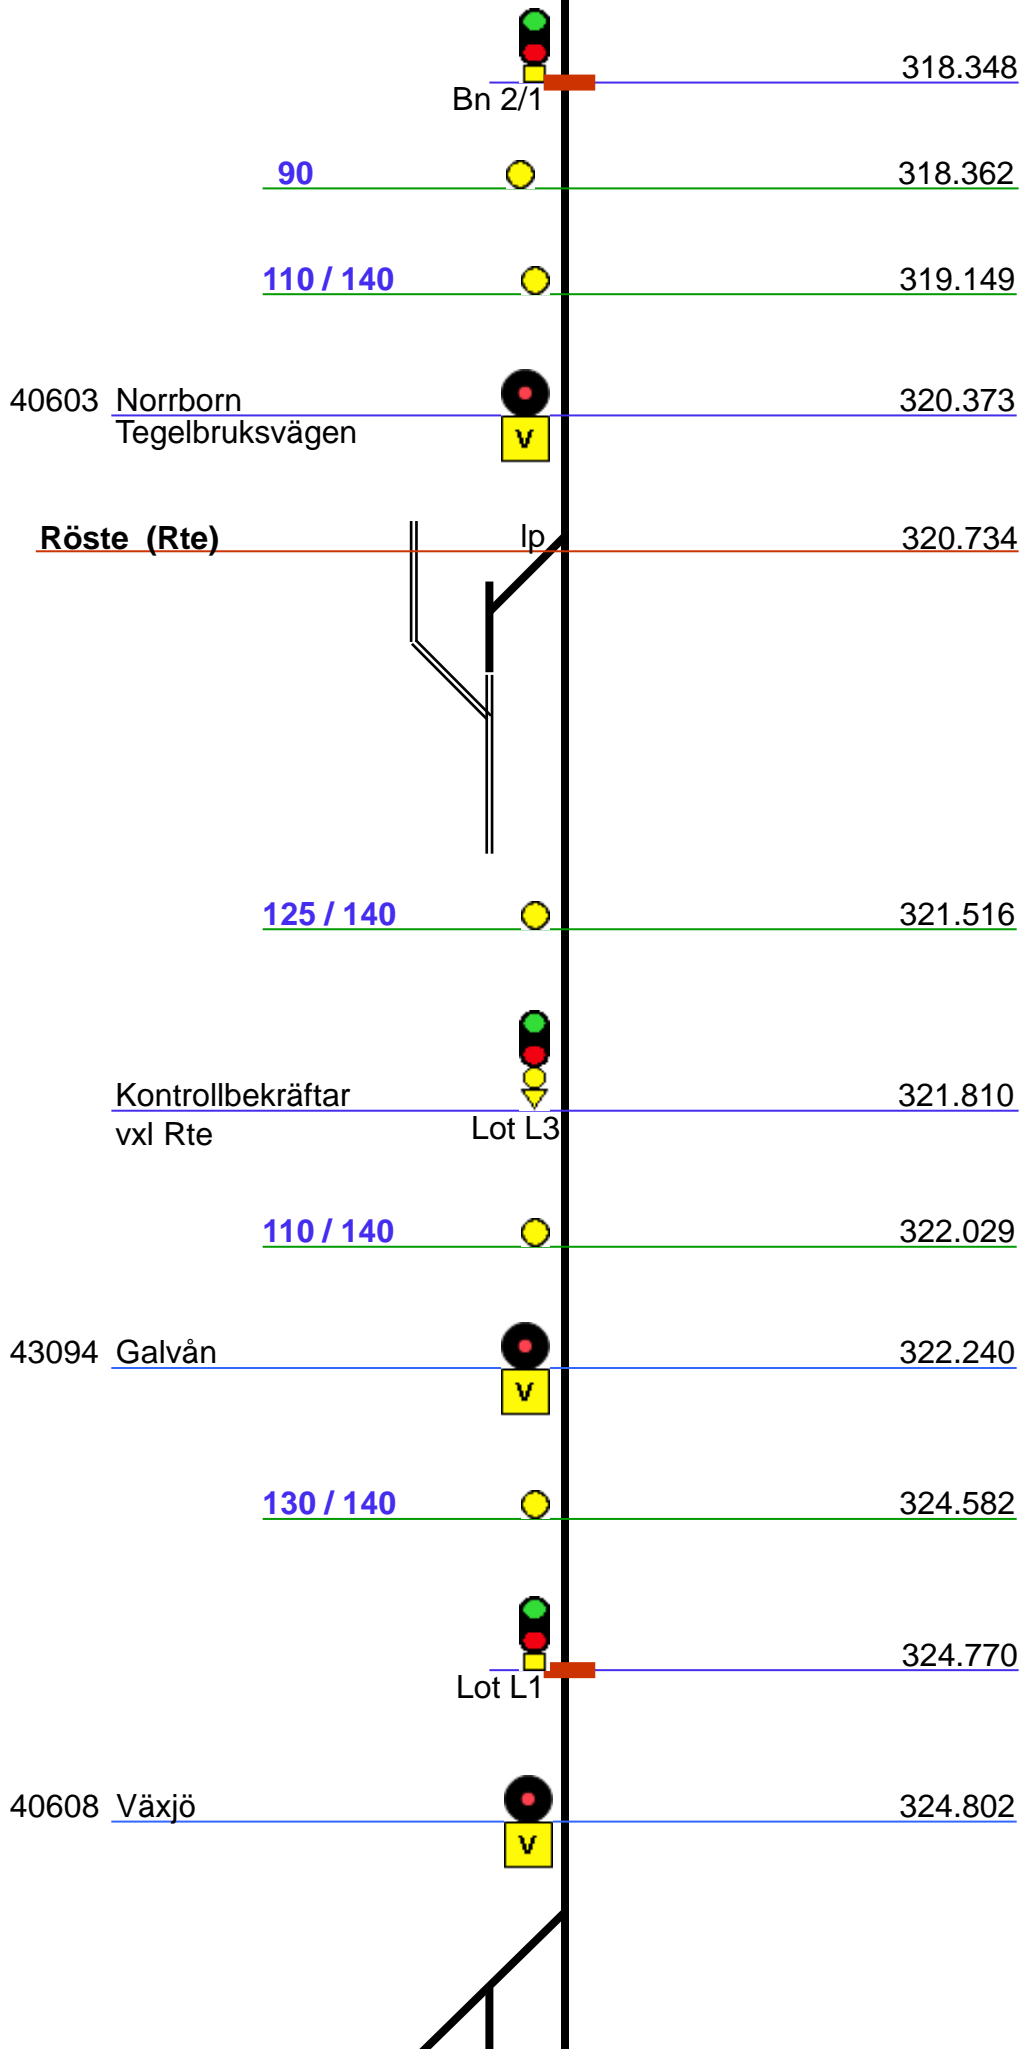 318.348
Bn 2/1
90 318.362
110 / 140 319.149
40603 Norrborn 320.373
Tegelbruksvägen
V
Röste (Rte) lp 320.734
125 / 140 321.516
Kontrollbekräftar 321.810
vxl Rte Lot L3
110 / 140 322.029
43094 Galvån 322.240
V
130 / 140 324.582
324.770
Lot L1
40608 Växjö 324.802
V